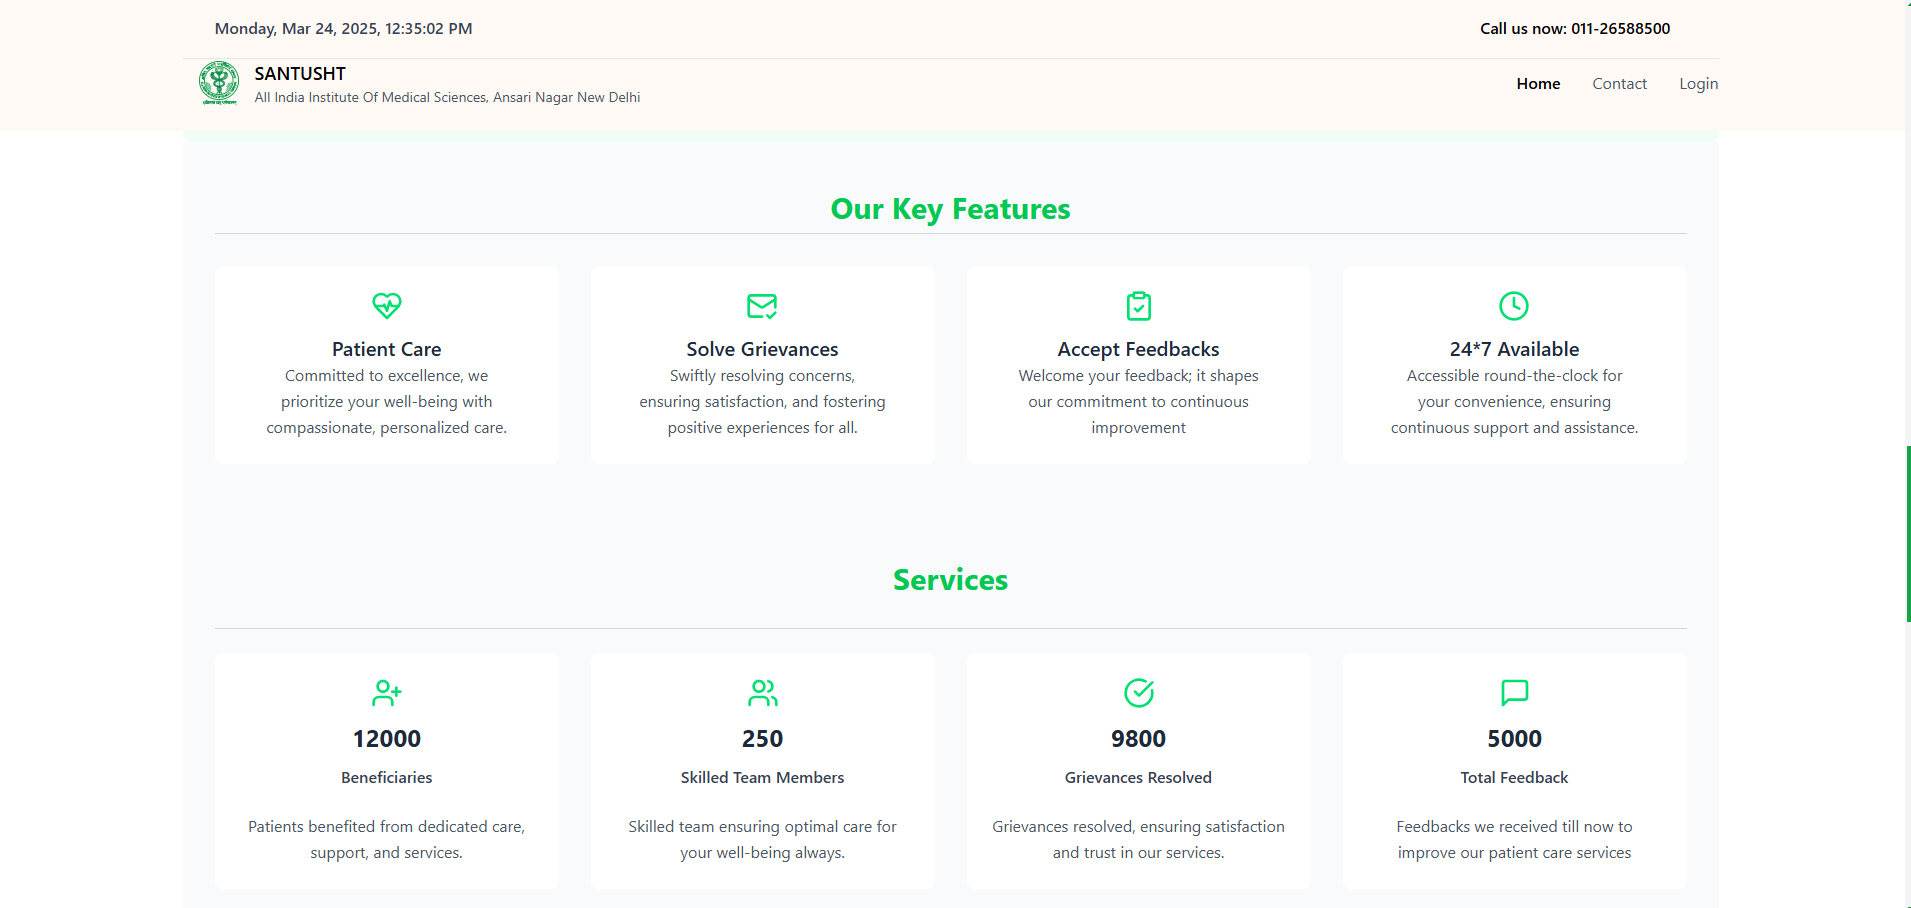 Monday, Mar 24, 2025, 12:35:02 PM
Call us now: 011-26588500
SANTUSHT
All India Institute Of Medical Sciences, Ansari Nagar New Delhi
Home
Contact
Login
Our Key Features
Patient Care
Committed to excellence, we
prioritize your well-being with
compassionate, personalized care.
Solve Grievances
Swiftly resolving concerns,
ensuring satisfaction, and fostering
positive experiences for all.
Accept Feedbacks
Welcome your feedback; it shapes
our commitment to continuous
improvement
24*7 Available
Accessible round-the-clock for
your convenience, ensuring
continuous support and assistance.
Services
12000
Beneficiaries
Patients benefited from dedicated care,
support, and services.
250
Skilled Team Members
Skilled team ensuring optimal care for
your well-being always.
9800
Grievances Resolved
Grievances resolved, ensuring satisfaction
and trust in our services.
5000
Total Feedback
Feedbacks we received till now to
improve our patient care services